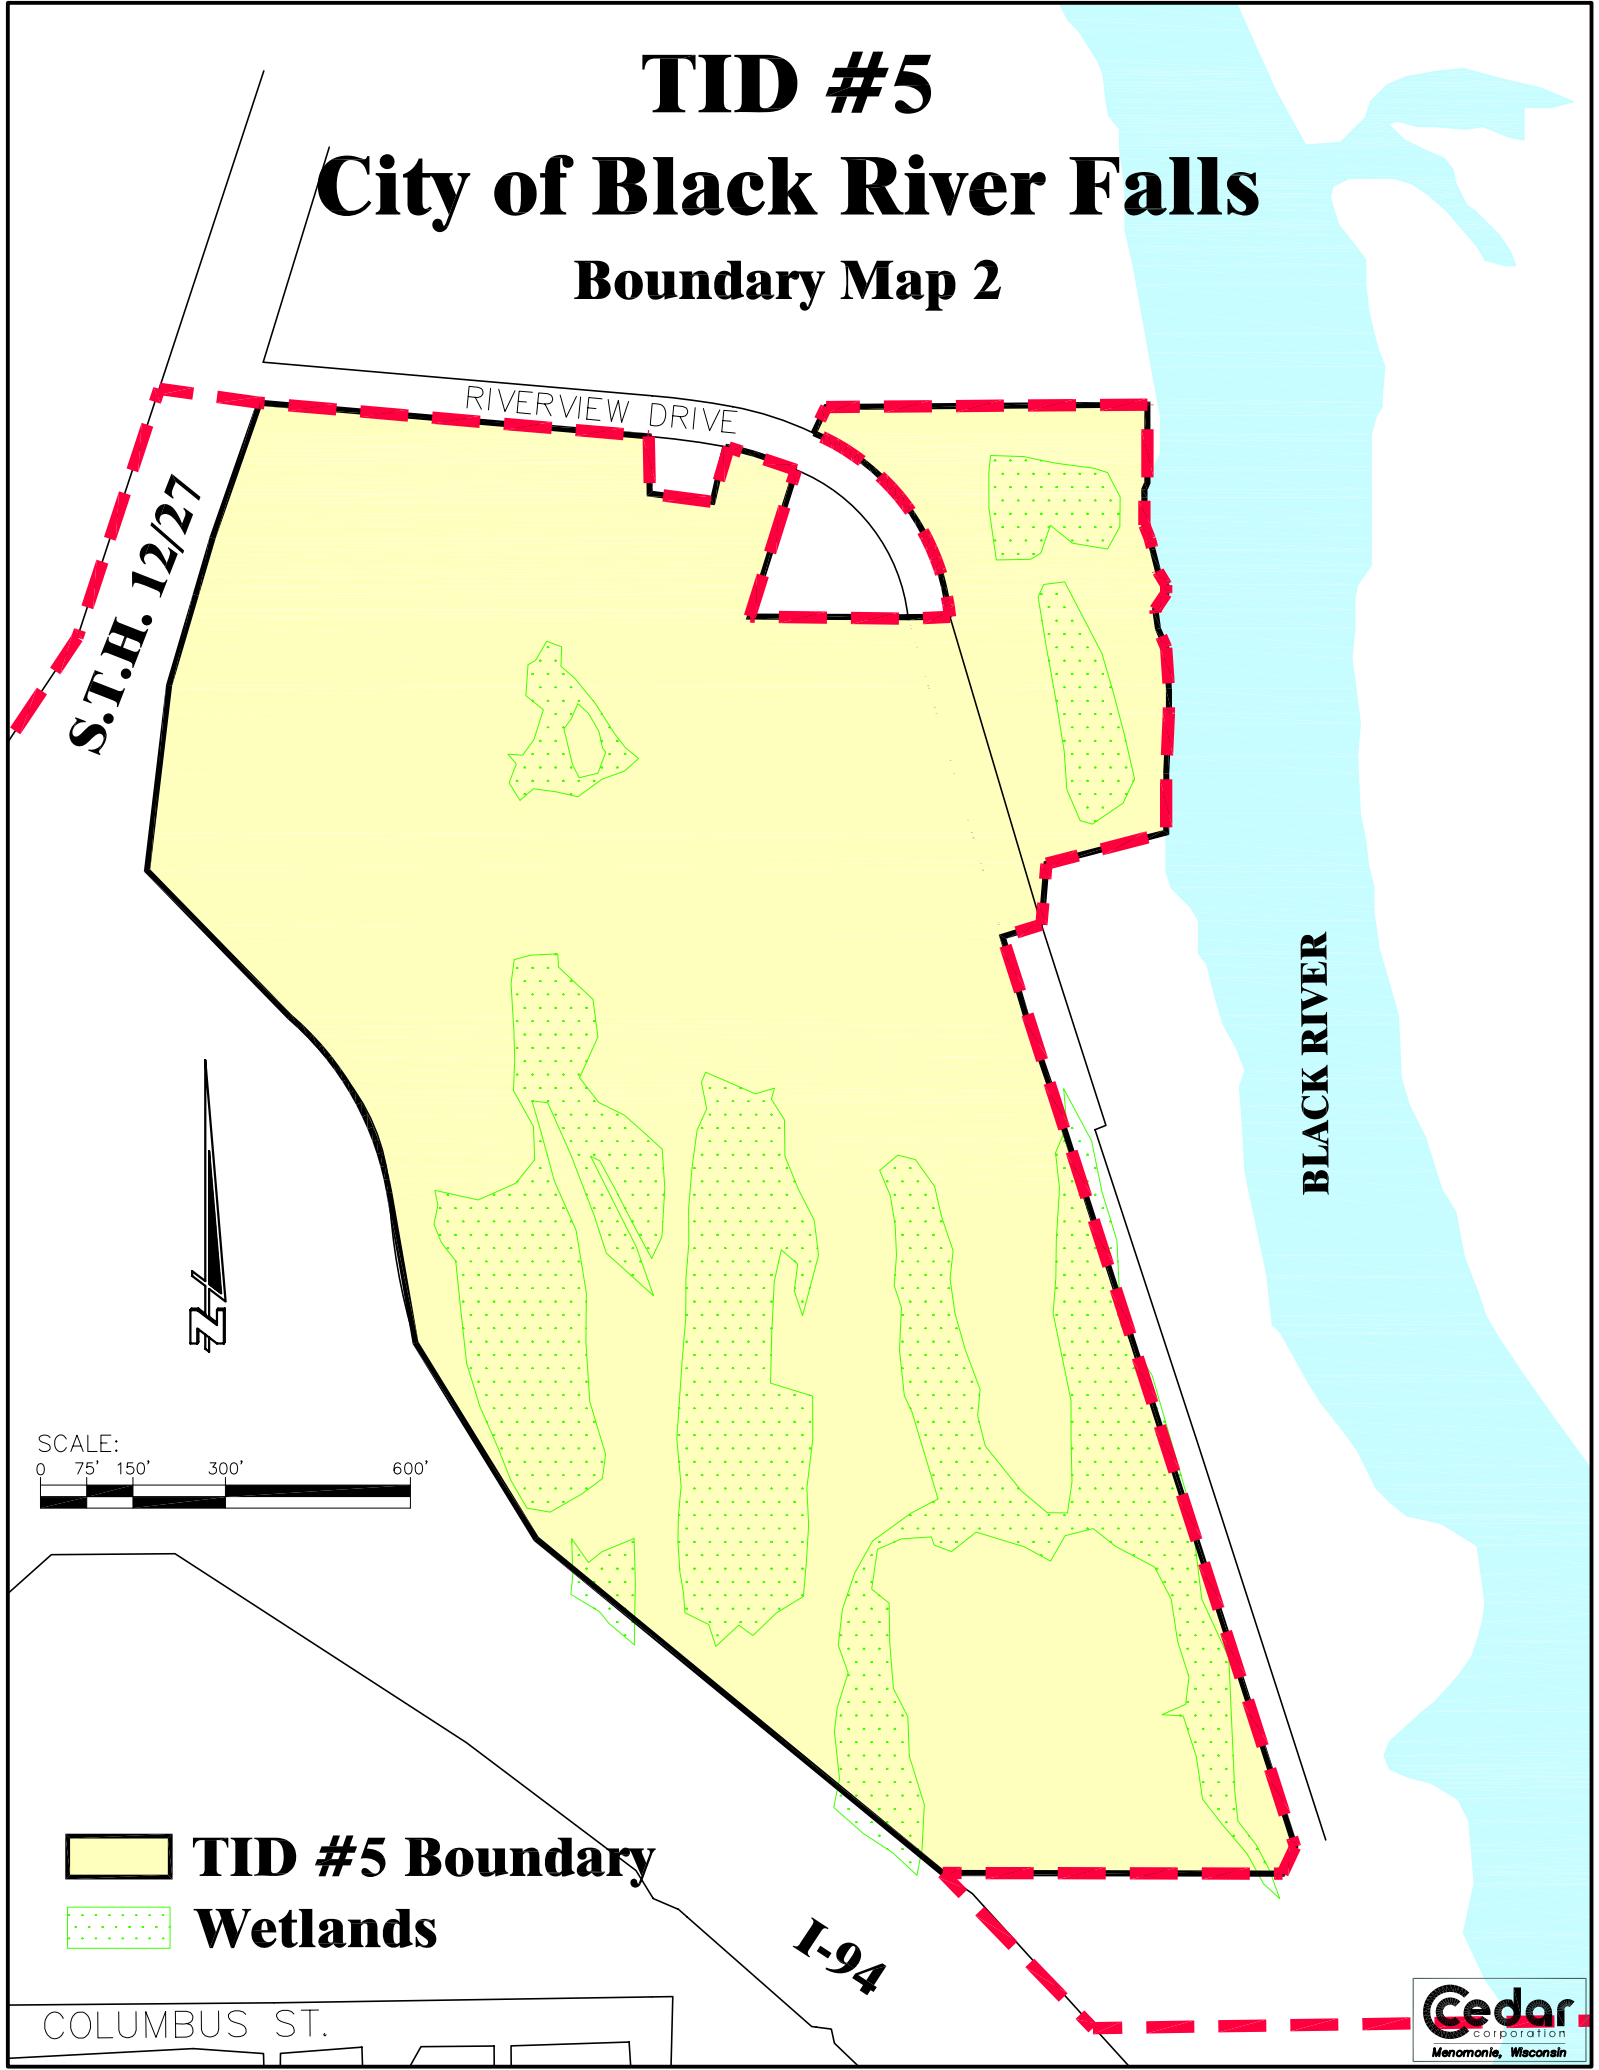 TID #5
City of Black River Falls
Boundary Map 2
RIVERVIEW DRIVE
S.T.H. 12/27
BLACK RIVER
N
SCALE:
0 75' 150' 300' 600'
TID #5 Boundary
Wetlands
I-94
COLUMBUS ST.
Cedar
corporation
Menomonie, Wisconsin